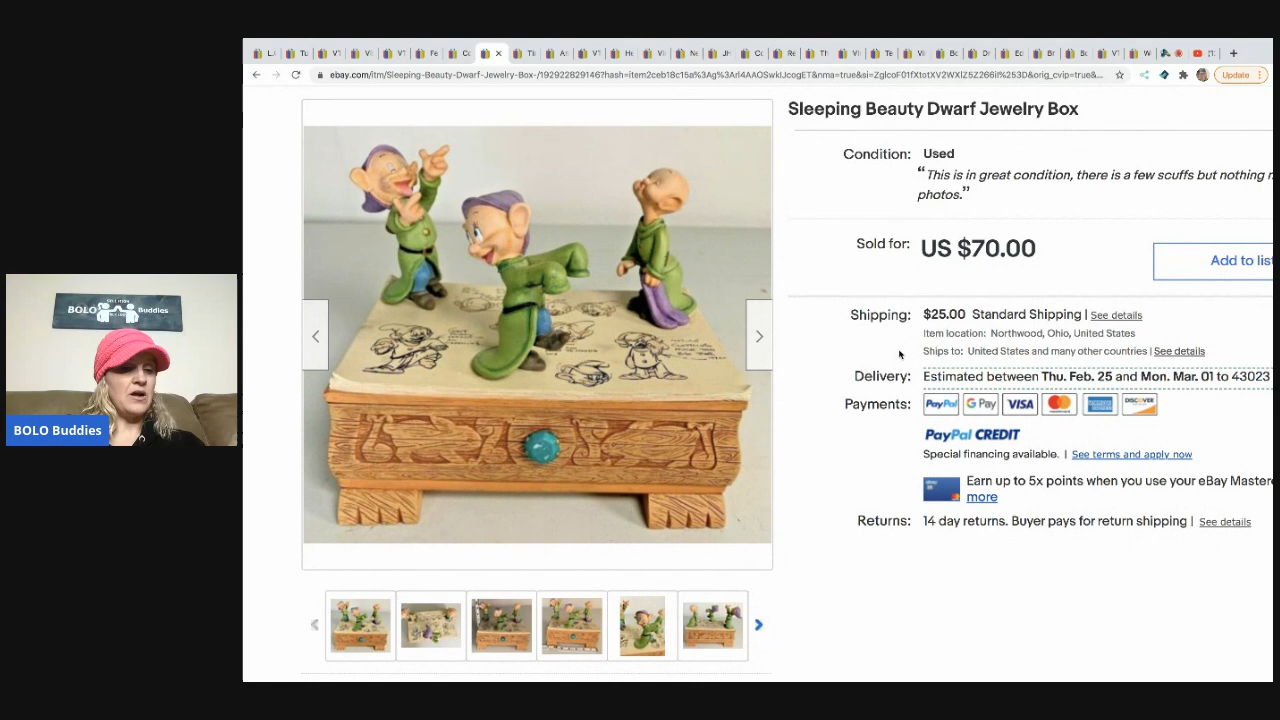 BOLO Buddies
BOLO Buddies
ebay.com/itm/Sleeping-Beauty-Dwarf-Jewelry-Box-/192922829146?hash=item2ceb18c15a%3Ag%3ArI4AAOSwklJcogET&nma=true&si=ZglcoF01fXtotXV2WXlZ5Z266iI%253D&orig_cvip=true&...
Update
Sleeping Beauty Dwarf Jewelry Box
Condition: Used
“This is in great condition, there is a few scuffs but nothing
photos.”
Sold for: US $70.00
Add to list
Shipping: $25.00 Standard Shipping | See details
Item location: Northwood, Ohio, United States
Ships to: United States and many other countries | See details
Delivery: Estimated between Thu. Feb. 25 and Mon. Mar. 01 to 43023
Payments: PayPal G Pay VISA DISCOVER
PayPal CREDIT
Special financing available. | See terms and apply now
Earn up to 5x points when you use your eBay Master
more
Returns: 14 day returns. Buyer pays for return shipping | See details